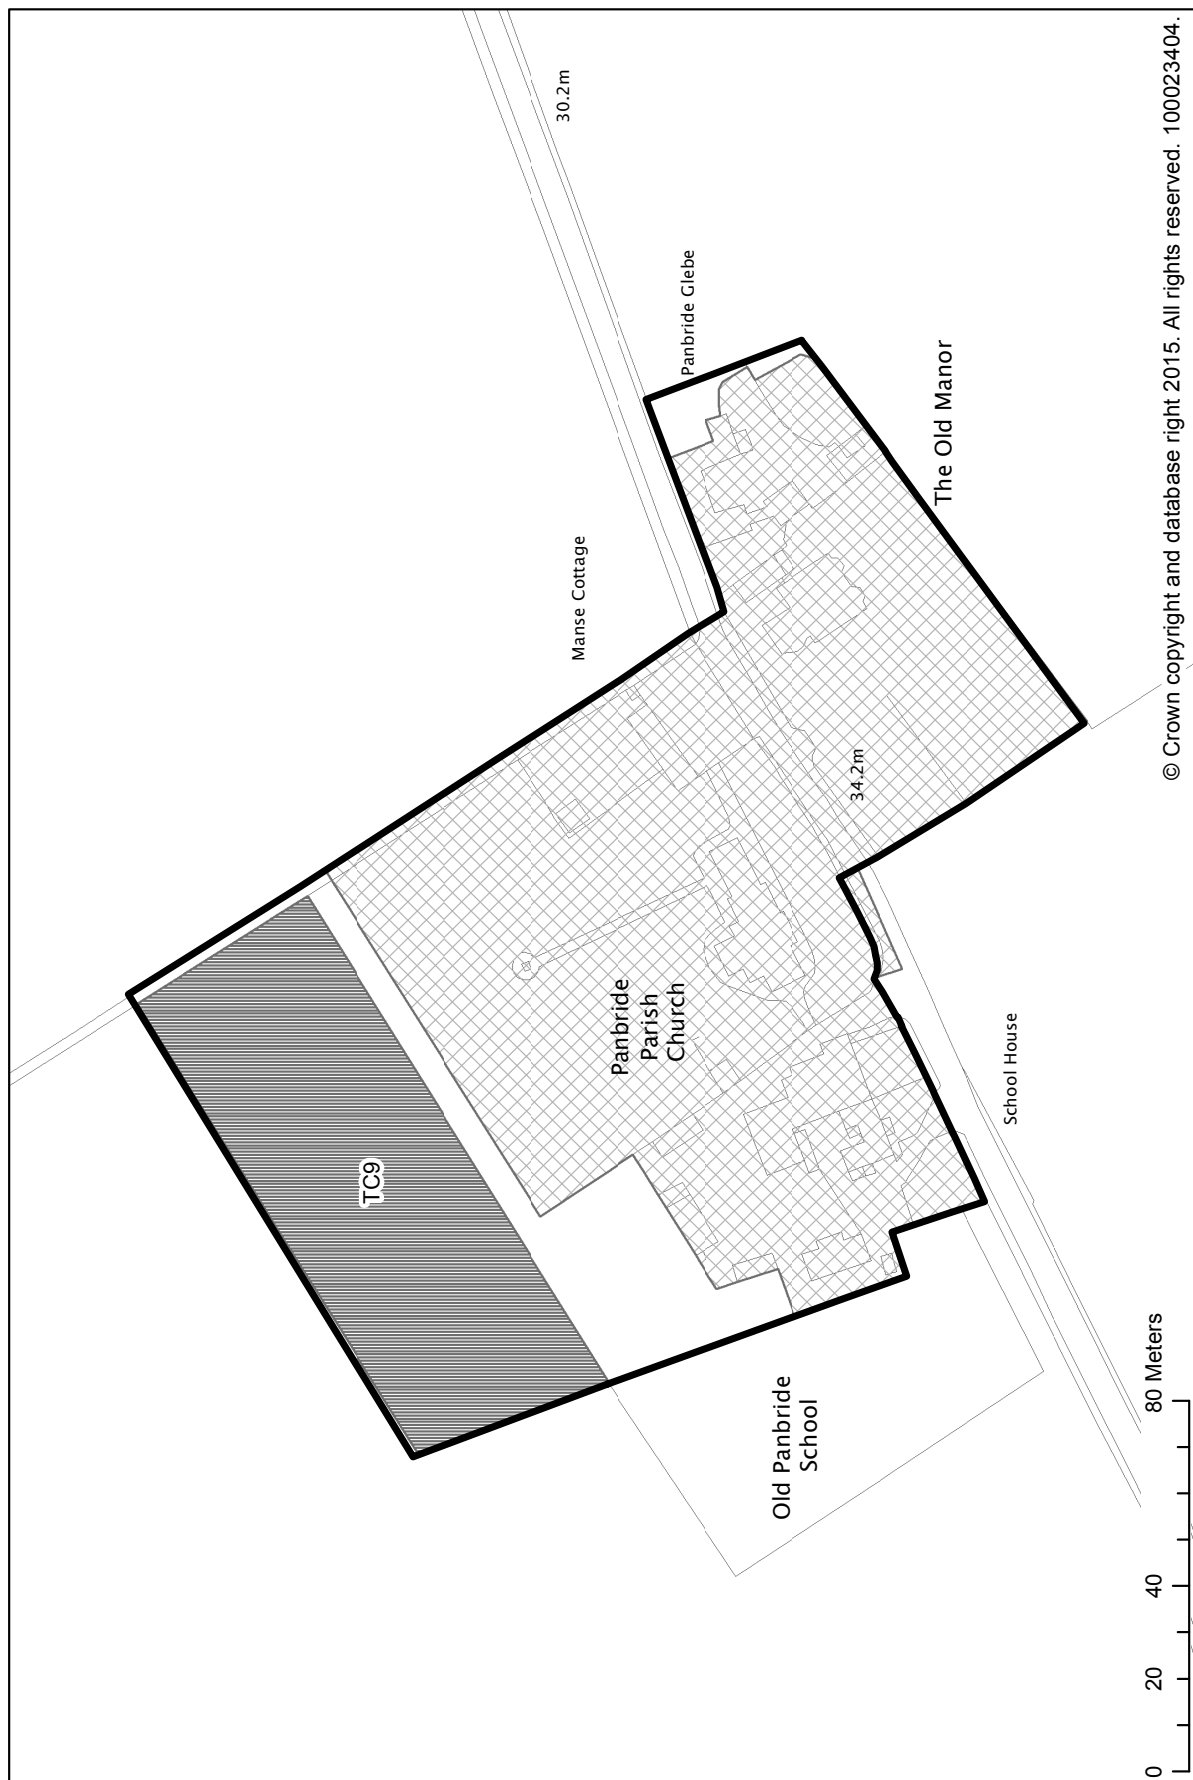 30.2m
Panbride Glebe
Manse Cottage
The Old Manor
34.2m
Panbride
Parish
Church
School House
TC9
Old Panbride
School
0 20 40 80 Meters
© Crown copyright and database right 2015. All rights reserved. 100023404.